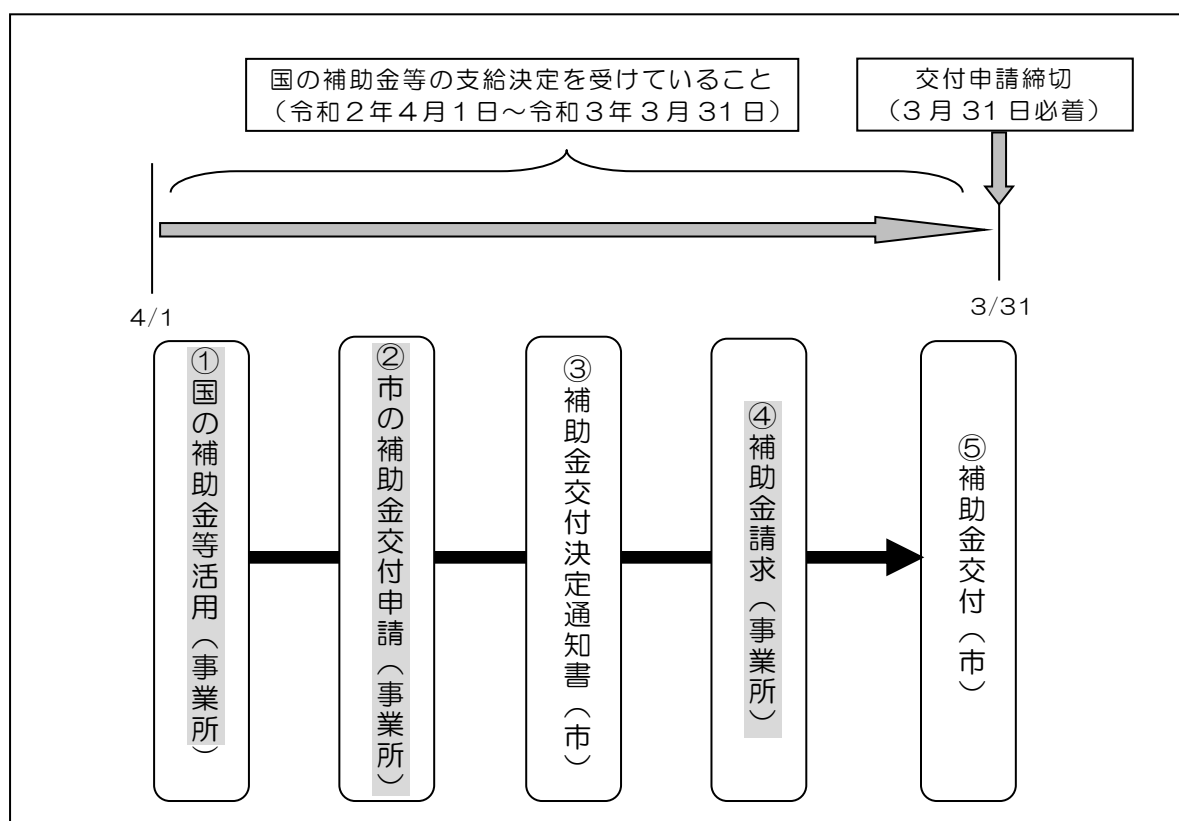 国の補助金等の支給決定を受けていること
(令和2年4月1日~令和3年3月31日)
交付申請締切
(3月31日必着)
4/1
3/31
①国の補助金等活用(事業所)
②市の補助金交付申請(事業所)
③補助金交付決定通知書(市)
④補助金請求(事業所)
⑤補助金交付(市)